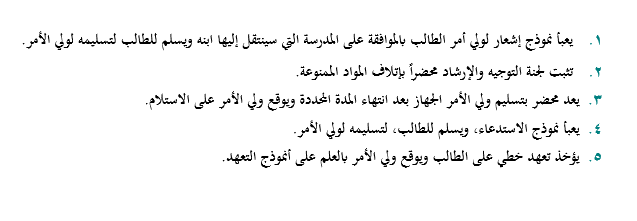 ١. يعبأ نموذج إشعار لولي أمر الطالب بالموافقة على المدرسة التي سينتقل إليها ابنه ويسلم للطالب لتسليمه لولي الأمر.
٢. تثبت لجنة التوجيه والإرشاد محضراً بإتلاف المواد الممنوعة.
٣. يعد محضر بتسليم ولي الأمر الجهاز بعد انتهاء المدة المحددة ويوقع ولي الأمر على الاستلام.
٤. يعبأ نموذج الاستدعاء، ويسلم للطالب، لتسليمه لولي الأمر.
٥. يؤخذ تعهد خطي على الطالب ويوقع ولي الأمر بالعلم على أنموذج التعهد.